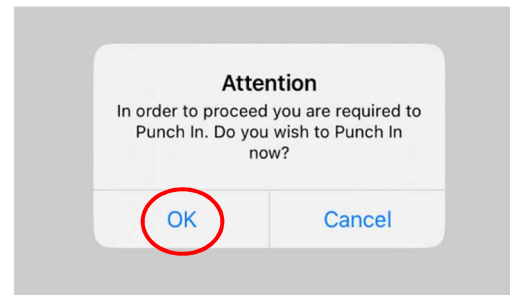 Attention
In order to proceed you are required to
Punch In. Do you wish to Punch In
now?
OK
Cancel